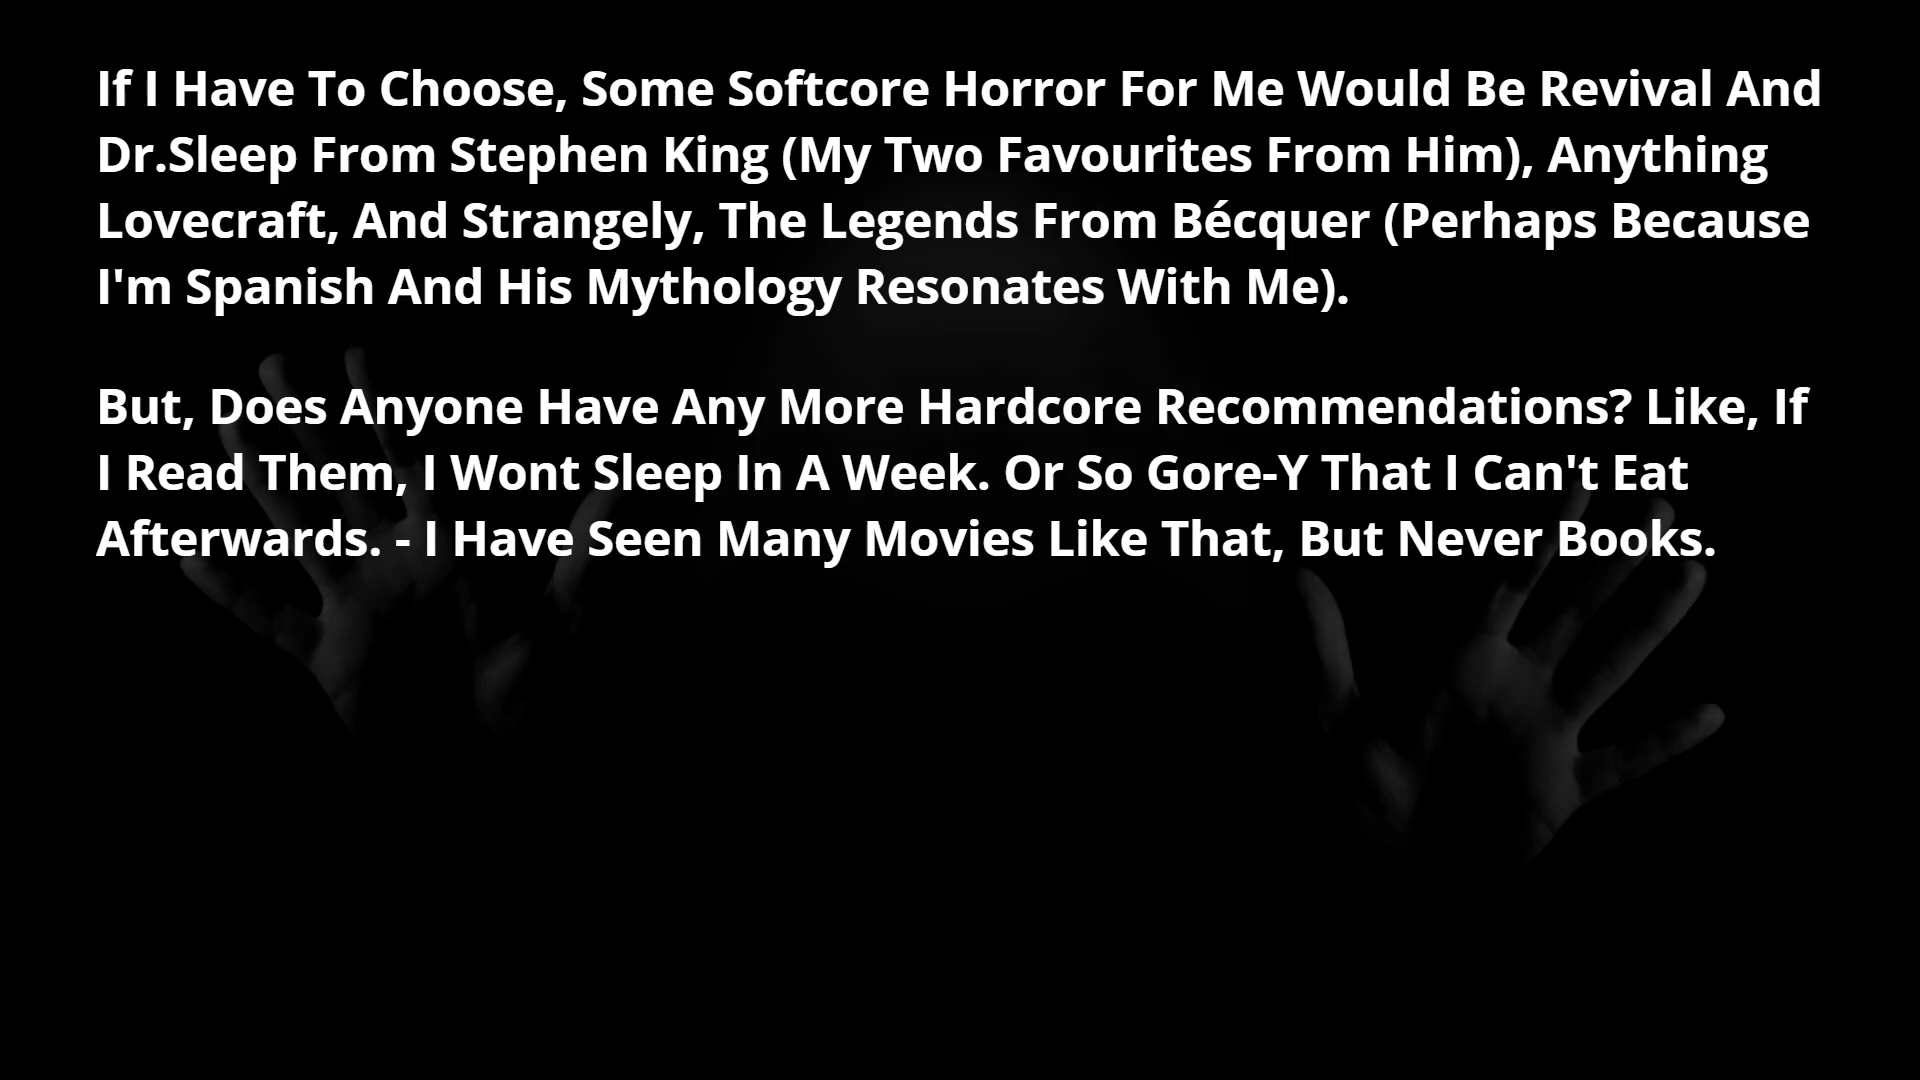 If I Have To Choose, Some Softcore Horror For Me Would Be Revival And
Dr.Sleep From Stephen King (My Two Favourites From Him), Anything
Lovecraft, And Strangely, The Legends From Bécquer (Perhaps Because
I'm Spanish And His Mythology Resonates With Me).
But, Does Anyone Have Any More Hardcore Recommendations? Like, If
I Read Them, I Wont Sleep In A Week. Or So Gore-Y That I Can't Eat
Afterwards. - I Have Seen Many Movies Like That, But Never Books.